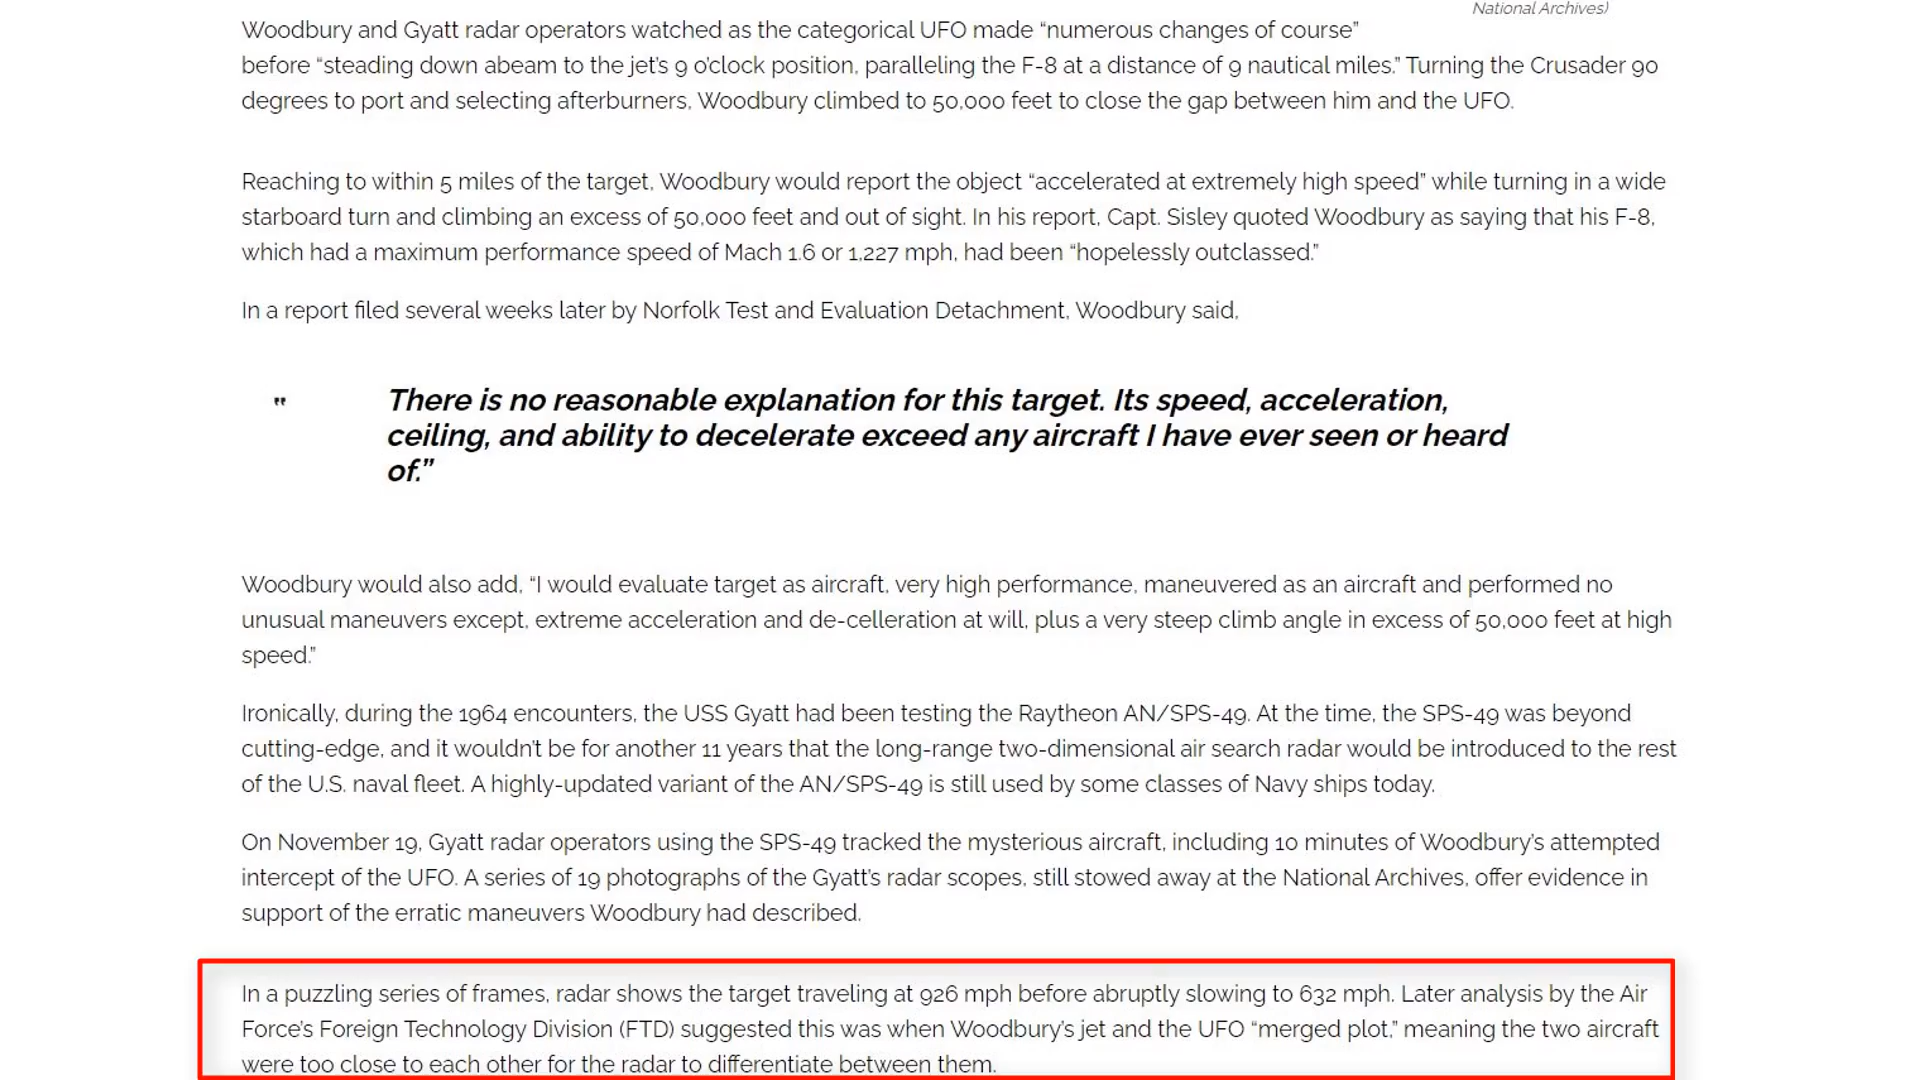 National Archives)
Woodbury and Gyatt radar operators watched as the categorical UFO made “numerous changes of course”
before “steading down abeam to the jet’s 9 o’clock position, paralleling the F-8 at a distance of 9 nautical miles.” Turning the Crusader 90
degrees to port and selecting afterburners, Woodbury climbed to 50,000 feet to close the gap between him and the UFO.
Reaching to within 5 miles of the target, Woodbury would report the object “accelerated at extremely high speed” while turning in a wide
starboard turn and climbing an excess of 50,000 feet and out of sight. In his report, Capt. Sisley quoted Woodbury as saying that his F-8,
which had a maximum performance speed of Mach 1.6 or 1,227 mph, had been “hopelessly outclassed.”
In a report filed several weeks later by Norfolk Test and Evaluation Detachment, Woodbury said,
" There is no reasonable explanation for this target. Its speed, acceleration,
ceiling, and ability to decelerate exceed any aircraft I have ever seen or heard
of.”
Woodbury would also add, “I would evaluate target as aircraft, very high performance, maneuvered as an aircraft and performed no
unusual maneuvers except, extreme acceleration and de-celleration at will, plus a very steep climb angle in excess of 50,000 feet at high
speed.”
Ironically, during the 1964 encounters, the USS Gyatt had been testing the Raytheon AN/SPS-49. At the time, the SPS-49 was beyond
cutting-edge, and it wouldn’t be for another 11 years that the long-range two-dimensional air search radar would be introduced to the rest
of the U.S. naval fleet. A highly-updated variant of the AN/SPS-49 is still used by some classes of Navy ships today.
On November 19, Gyatt radar operators using the SPS-49 tracked the mysterious aircraft, including 10 minutes of Woodbury’s attempted
intercept of the UFO. A series of 19 photographs of the Gyatt’s radar scopes, still stowed away at the National Archives, offer evidence in
support of the erratic maneuvers Woodbury had described.
In a puzzling series of frames, radar shows the target traveling at 926 mph before abruptly slowing to 632 mph. Later analysis by the Air
Force’s Foreign Technology Division (FTD) suggested this was when Woodbury’s jet and the UFO “merged plot,” meaning the two aircraft
were too close to each other for the radar to differentiate between them.